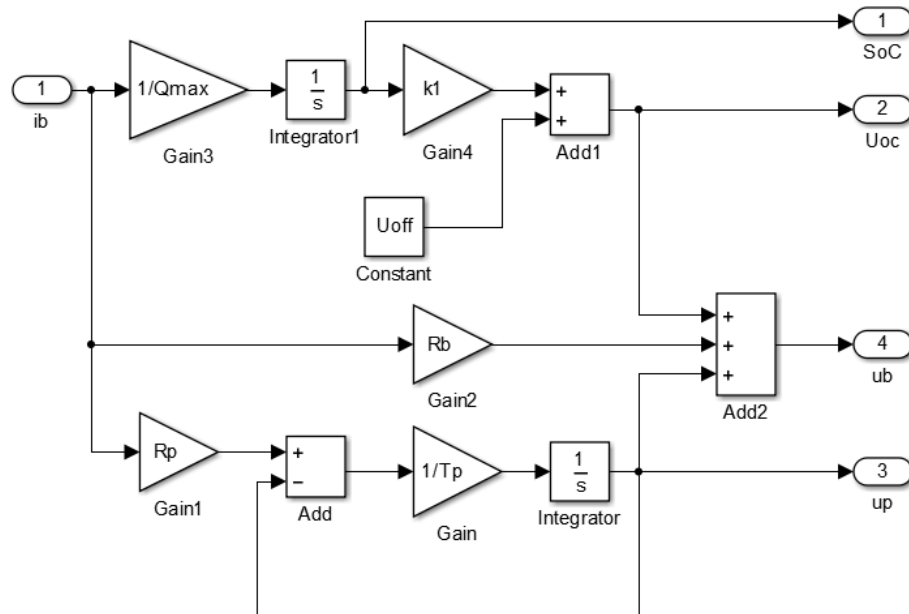 1
SoC
1
ib
1/Qmax
Gain3
1
s
Integrator1
k1
Gain4
+
+
Add1
2
Uoc
Uoff
Constant
Rb
Gain2
+
+
+
Add2
4
ub
Rp
Gain1
+
−
Add
1/Tp
Gain
1
s
Integrator
3
up